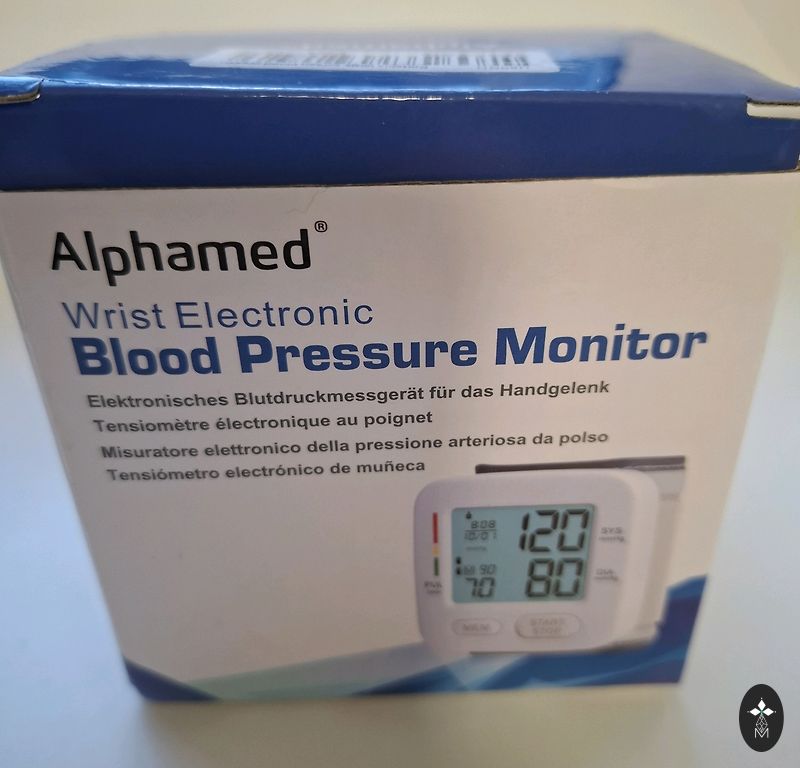 Alphamed®
Wrist Electronic
Blood Pressure Monitor
Elektronisches Blutdruckmessgerät für das Handgelenk
Tensiomètre électronique au poignet
Misuratore elettronico della pressione arteriosa da polso
Tensiómetro electrónico de muñeca
8:08
10/01
120
SYS.
mmHg
90
70
80
DIA.
mmHg
MEM
START
STOP
M